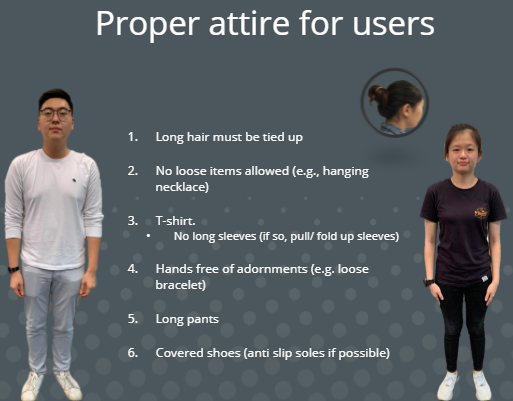 Proper attire for users
1. Long hair must be tied up
2. No loose items allowed (e.g., hanging
necklace)
3. T-shirt.
• No long sleeves (if so, pull/ fold up sleeves)
4. Hands free of adornments (e.g. loose
bracelet)
5. Long pants
6. Covered shoes (anti slip soles if possible)